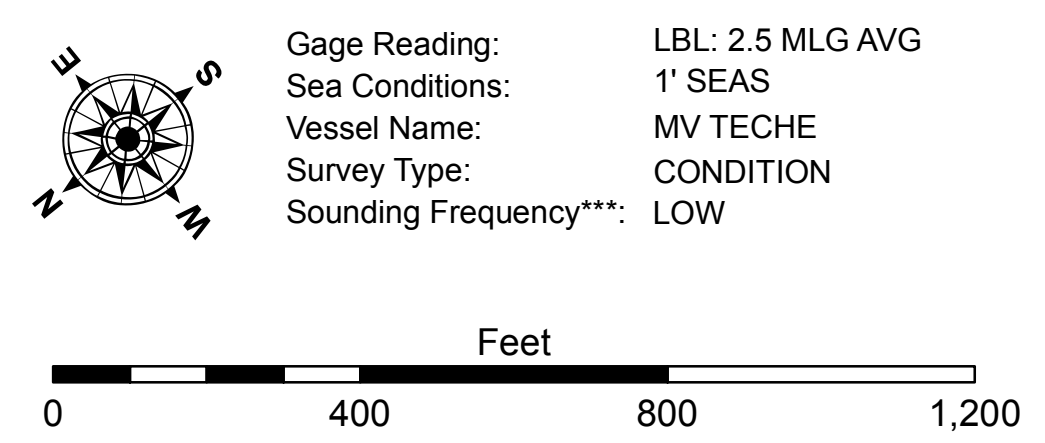 E
S
N
W
Gage Reading: LBL: 2.5 MLG AVG
Sea Conditions: 1' SEAS
Vessel Name: MV TECHE
Survey Type: CONDITION
Sounding Frequency***: LOW
Feet
0 400 800 1,200